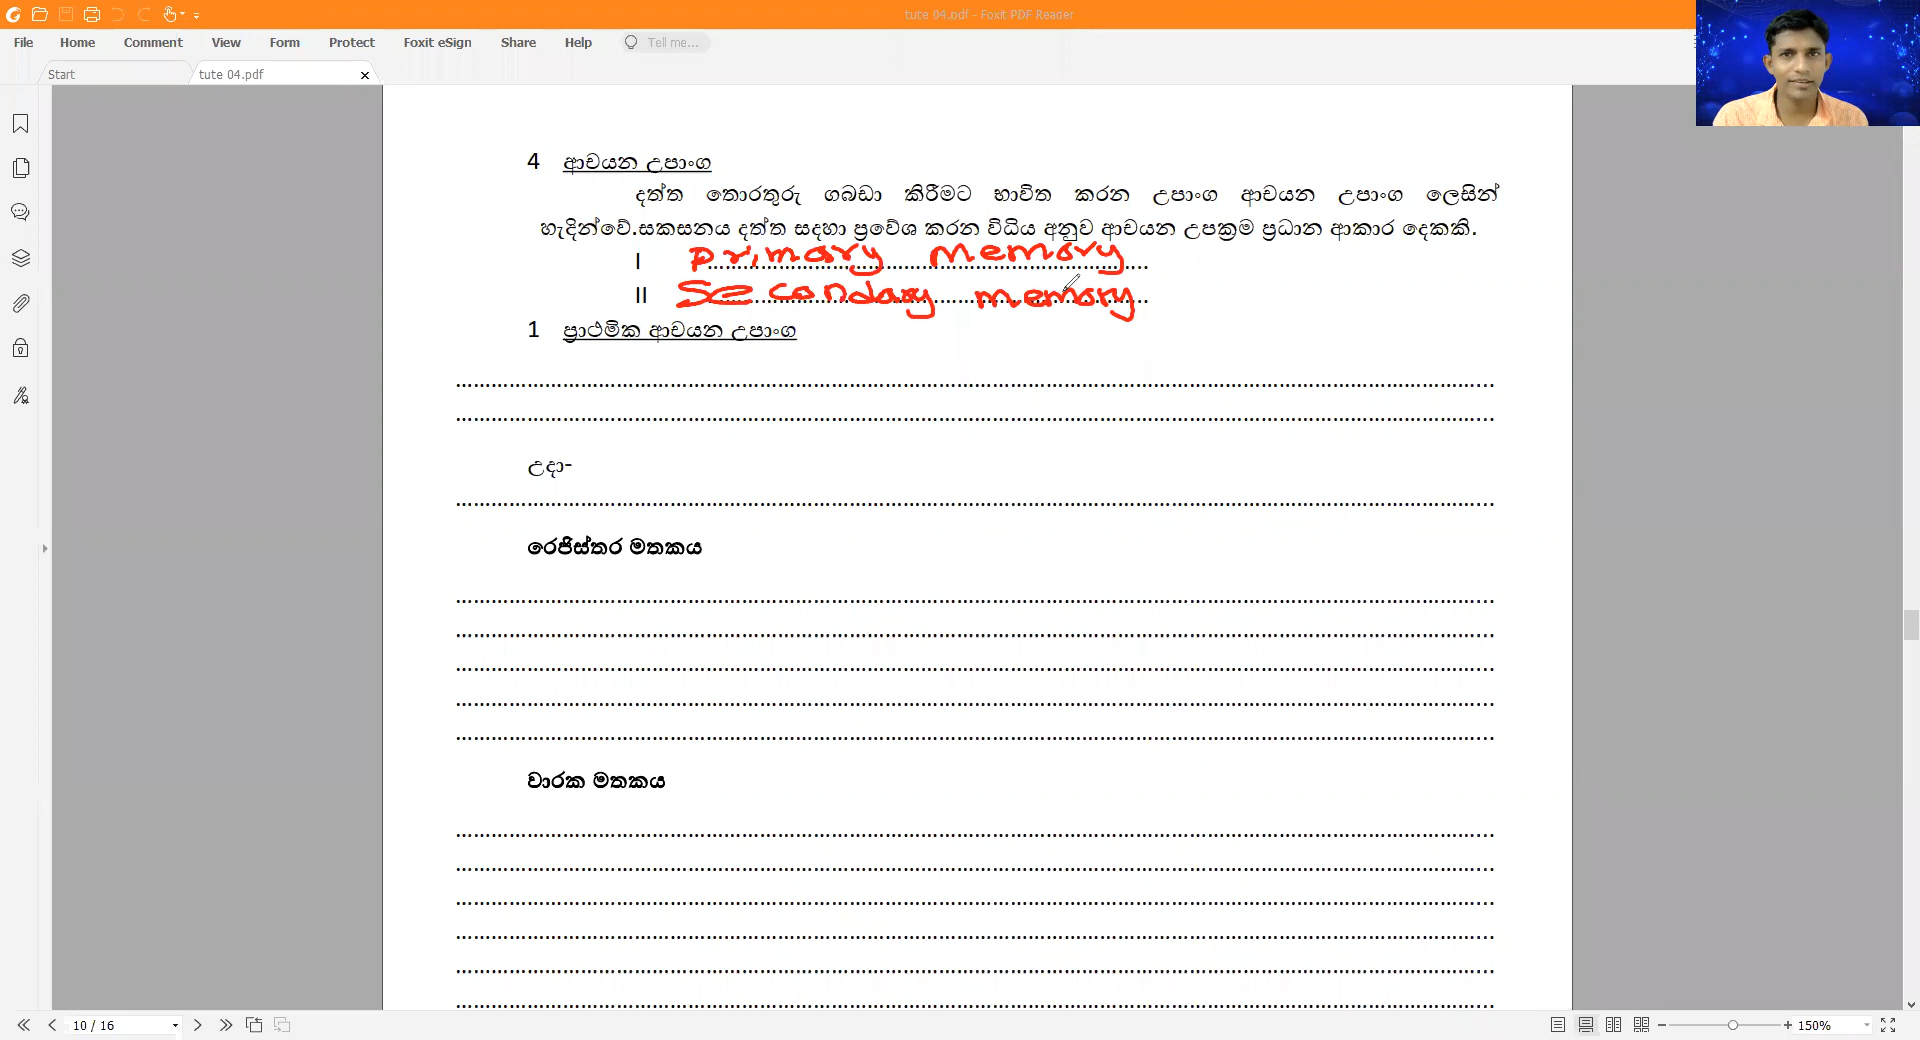 tute 04.pdf - Foxit PDF Reader
File Home Comment View Form Protect Foxit eSign Share Help Tell me...
Start tute 04.pdf
4 ආචයන උපාංග
දත්ත තොරතුරු ගබඩා කිරීමට භාවිත කරන උපාංග ආචයන උපාංග ලෙසින්
හැදින්වේ.සකසනය දත්ත සදහා ප්‍රවේශ කරන විධිය අනුව ආචයන උපක්‍රම ප්‍රධාන ආකාර දෙකකි.
I Primary memory
II Secondary memory
1 ප්‍රාථමික ආචයන උපාංග
උදා-
රෙජිස්තර මතකය
වාරක මතකය
10 / 16 150%